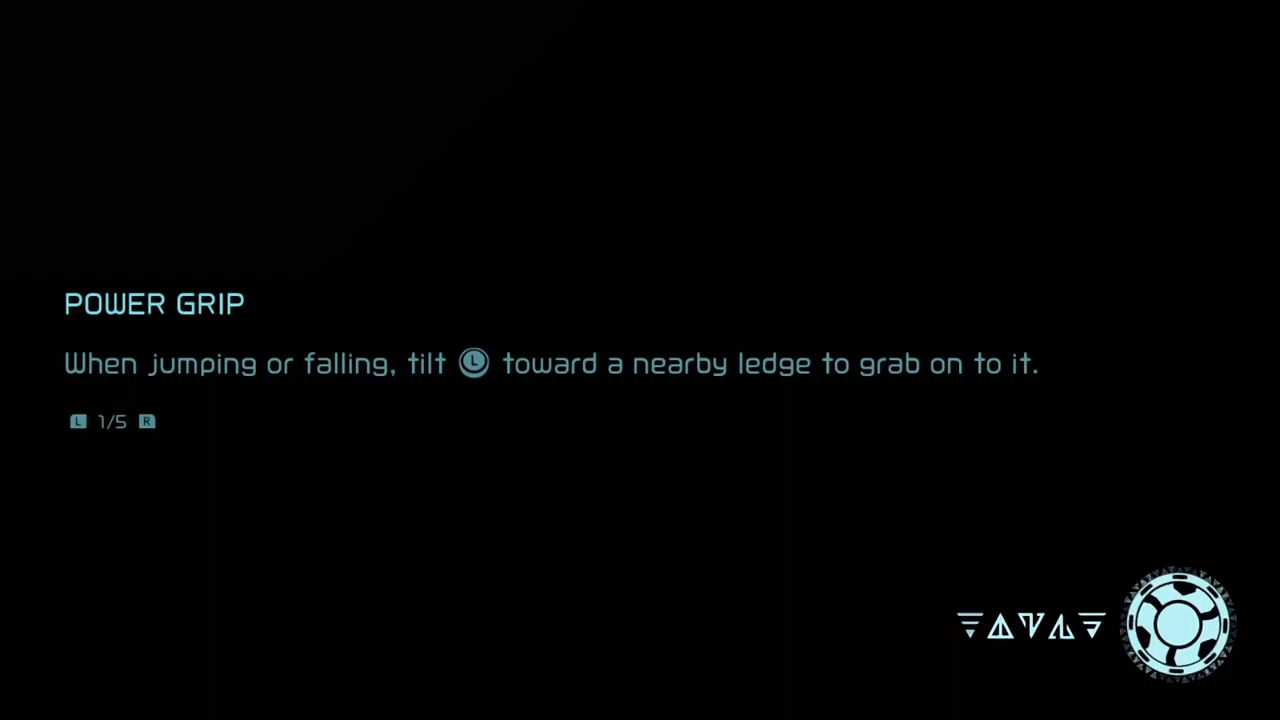 POWER GRIP
When jumping or falling, tilt L toward a nearby ledge to grab on to it.
L 1/5 R